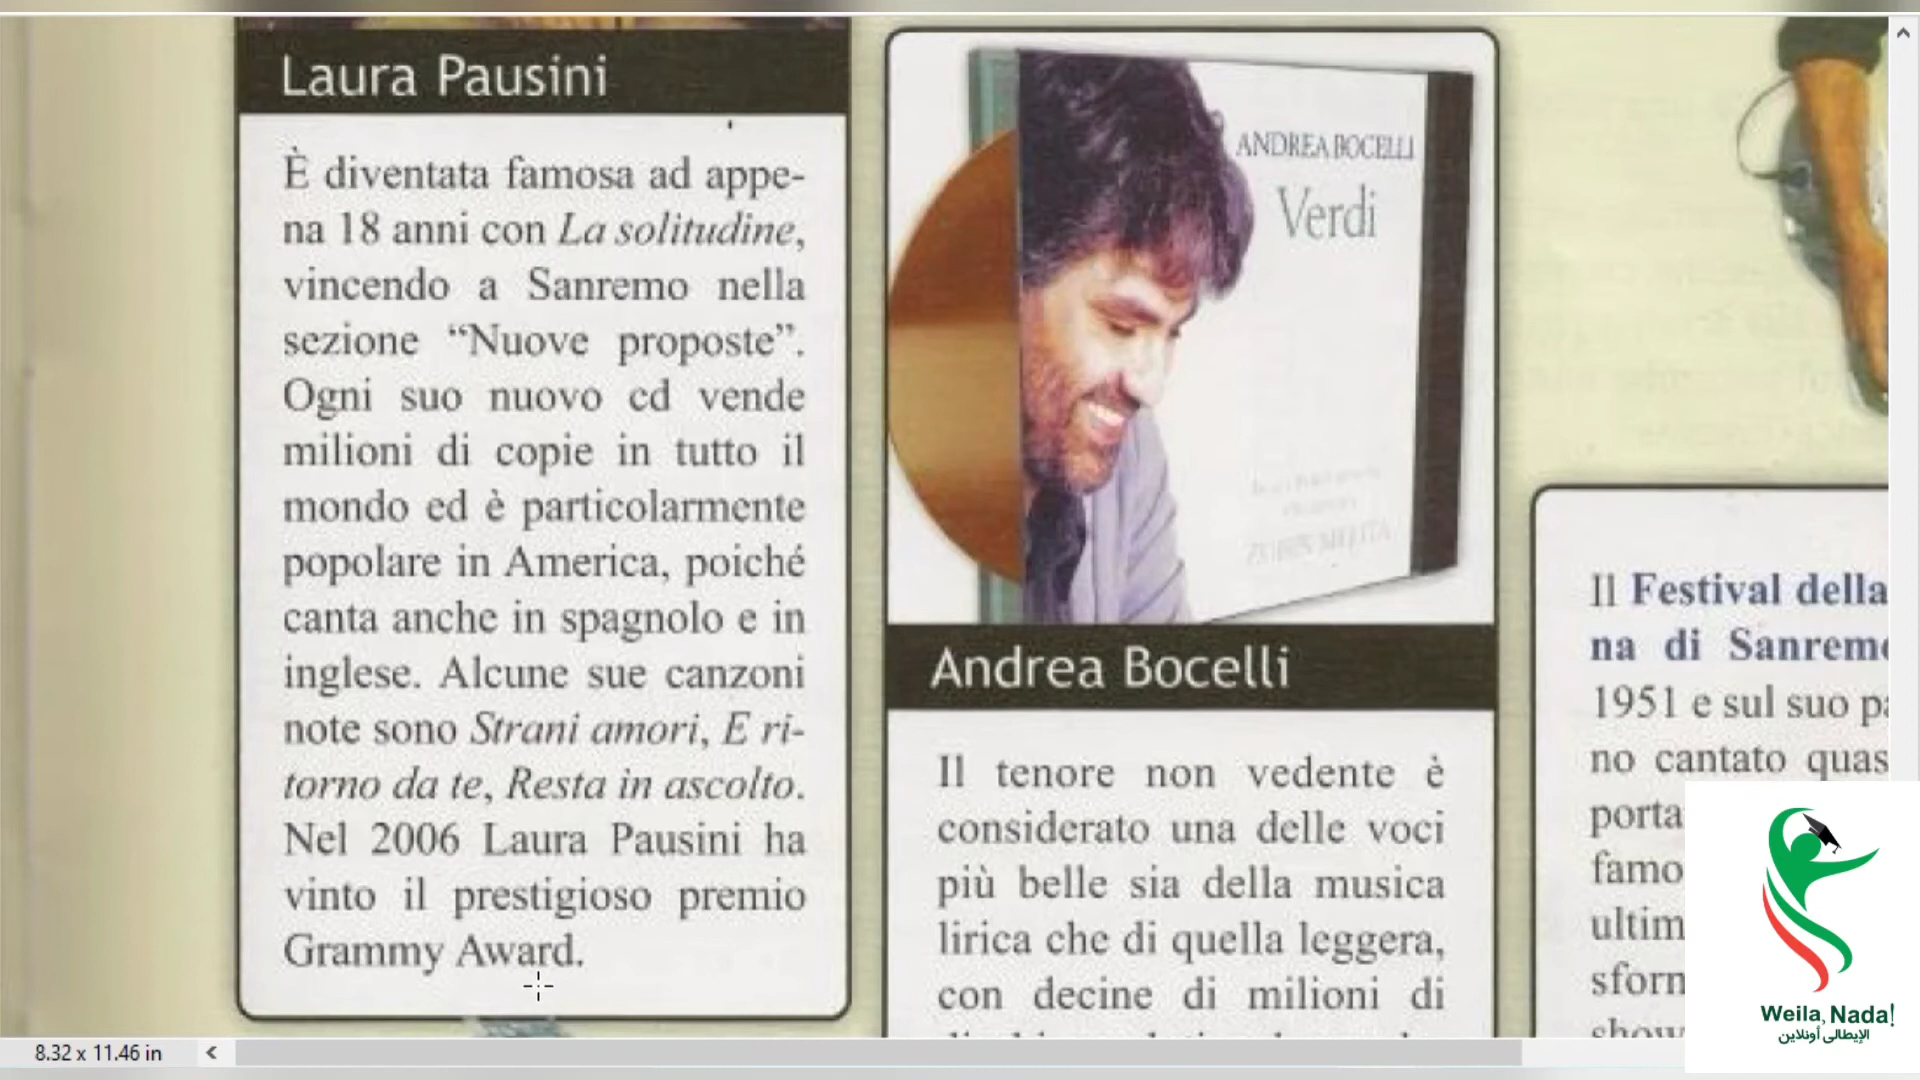 Laura Pausini
È diventata famosa ad appe-
na 18 anni con La solitudine,
vincendo a Sanremo nella
sezione “Nuove proposte”.
Ogni suo nuovo cd vende
milioni di copie in tutto il
mondo ed è particolarmente
popolare in America, poiché
canta anche in spagnolo e in
inglese. Alcune sue canzoni
note sono Strani amori, E ri-
torno da te, Resta in ascolto.
Nel 2006 Laura Pausini ha
vinto il prestigioso premio
Grammy Award.
ANDREA BOCELLI
Verdi
ZUBIN MEHTA
Andrea Bocelli
Il tenore non vedente è
considerato una delle voci
più belle sia della musica
lirica che di quella leggera,
con decine di milioni di
Il Festival della
na di Sanremo
1951 e sul suo pa
no cantato quas
porta
famo
ultim
sforn
show
Weila, Nada!
الإيطالى أونلاين
8.32 x 11.46 in